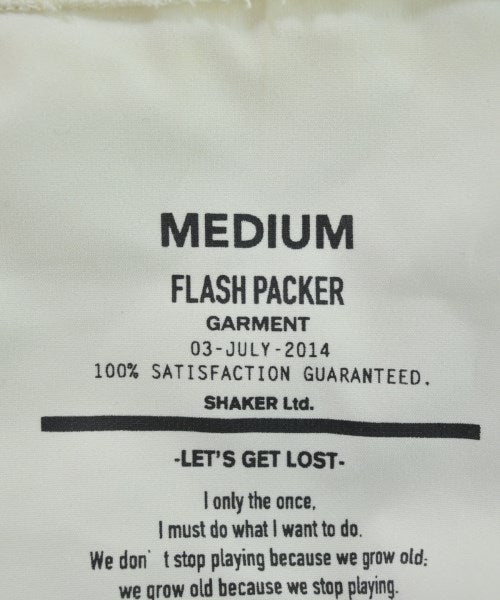 MEDIUM
FLASH PACKER
GARMENT
03-JULY-2014
100% SATISFACTION GUARANTEED.
SHAKER Ltd.
-LET'S GET LOST-
I only the once,
I must do what I want to do.
We don' t stop playing because we grow old;
we grow old because we stop playing.